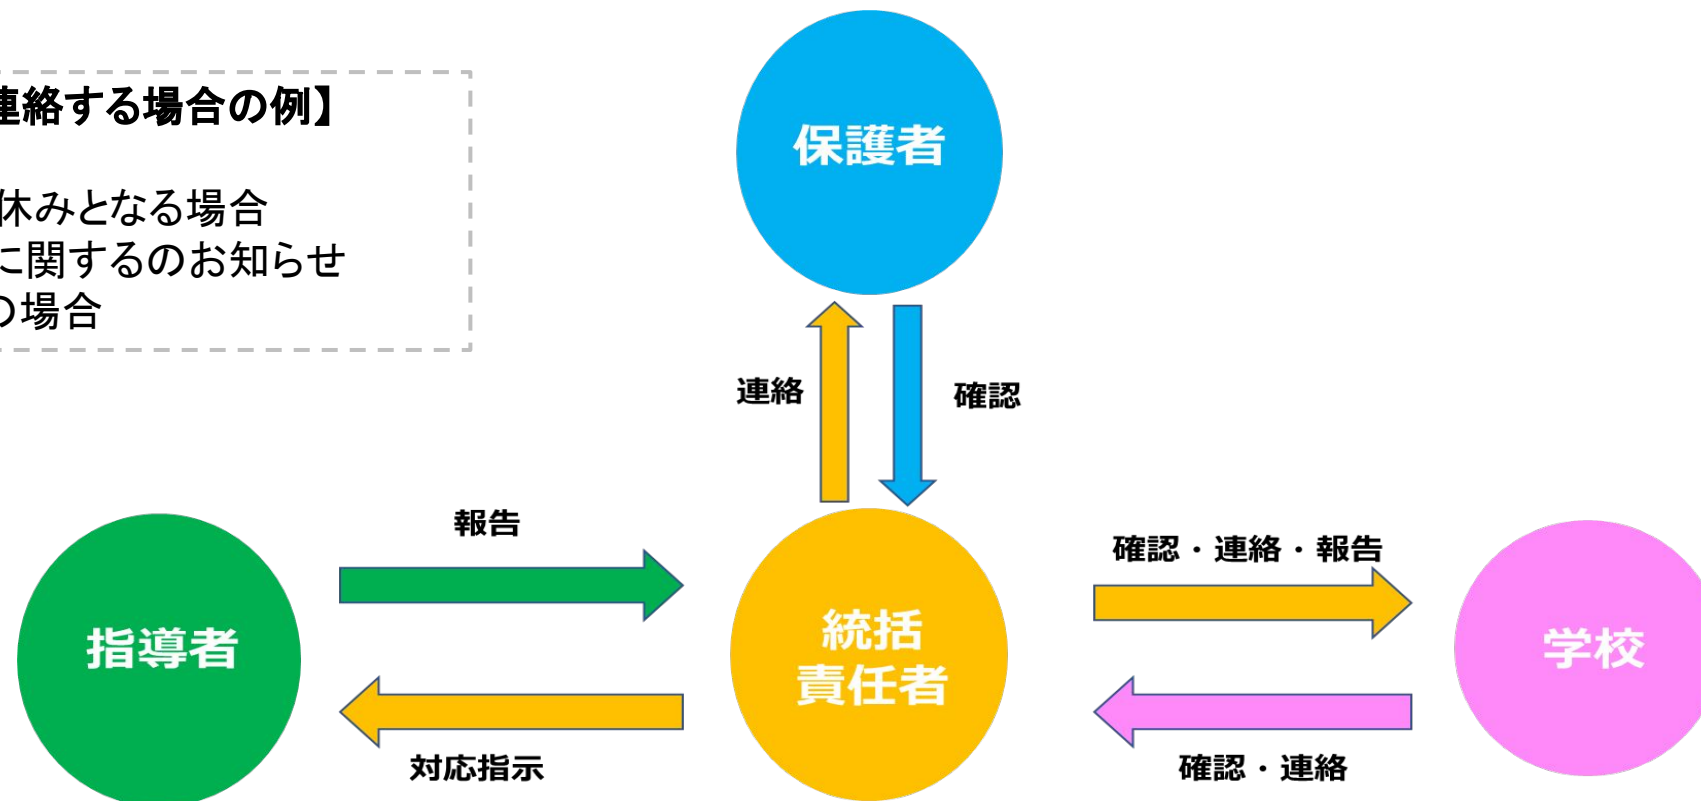 連絡する場合の例】
休みとなる場合
に関するのお知らせ
の場合
保護者
連絡
確認
報告
確認・連絡・報告
指導者
統括
責任者
学校
対応指示
確認・連絡